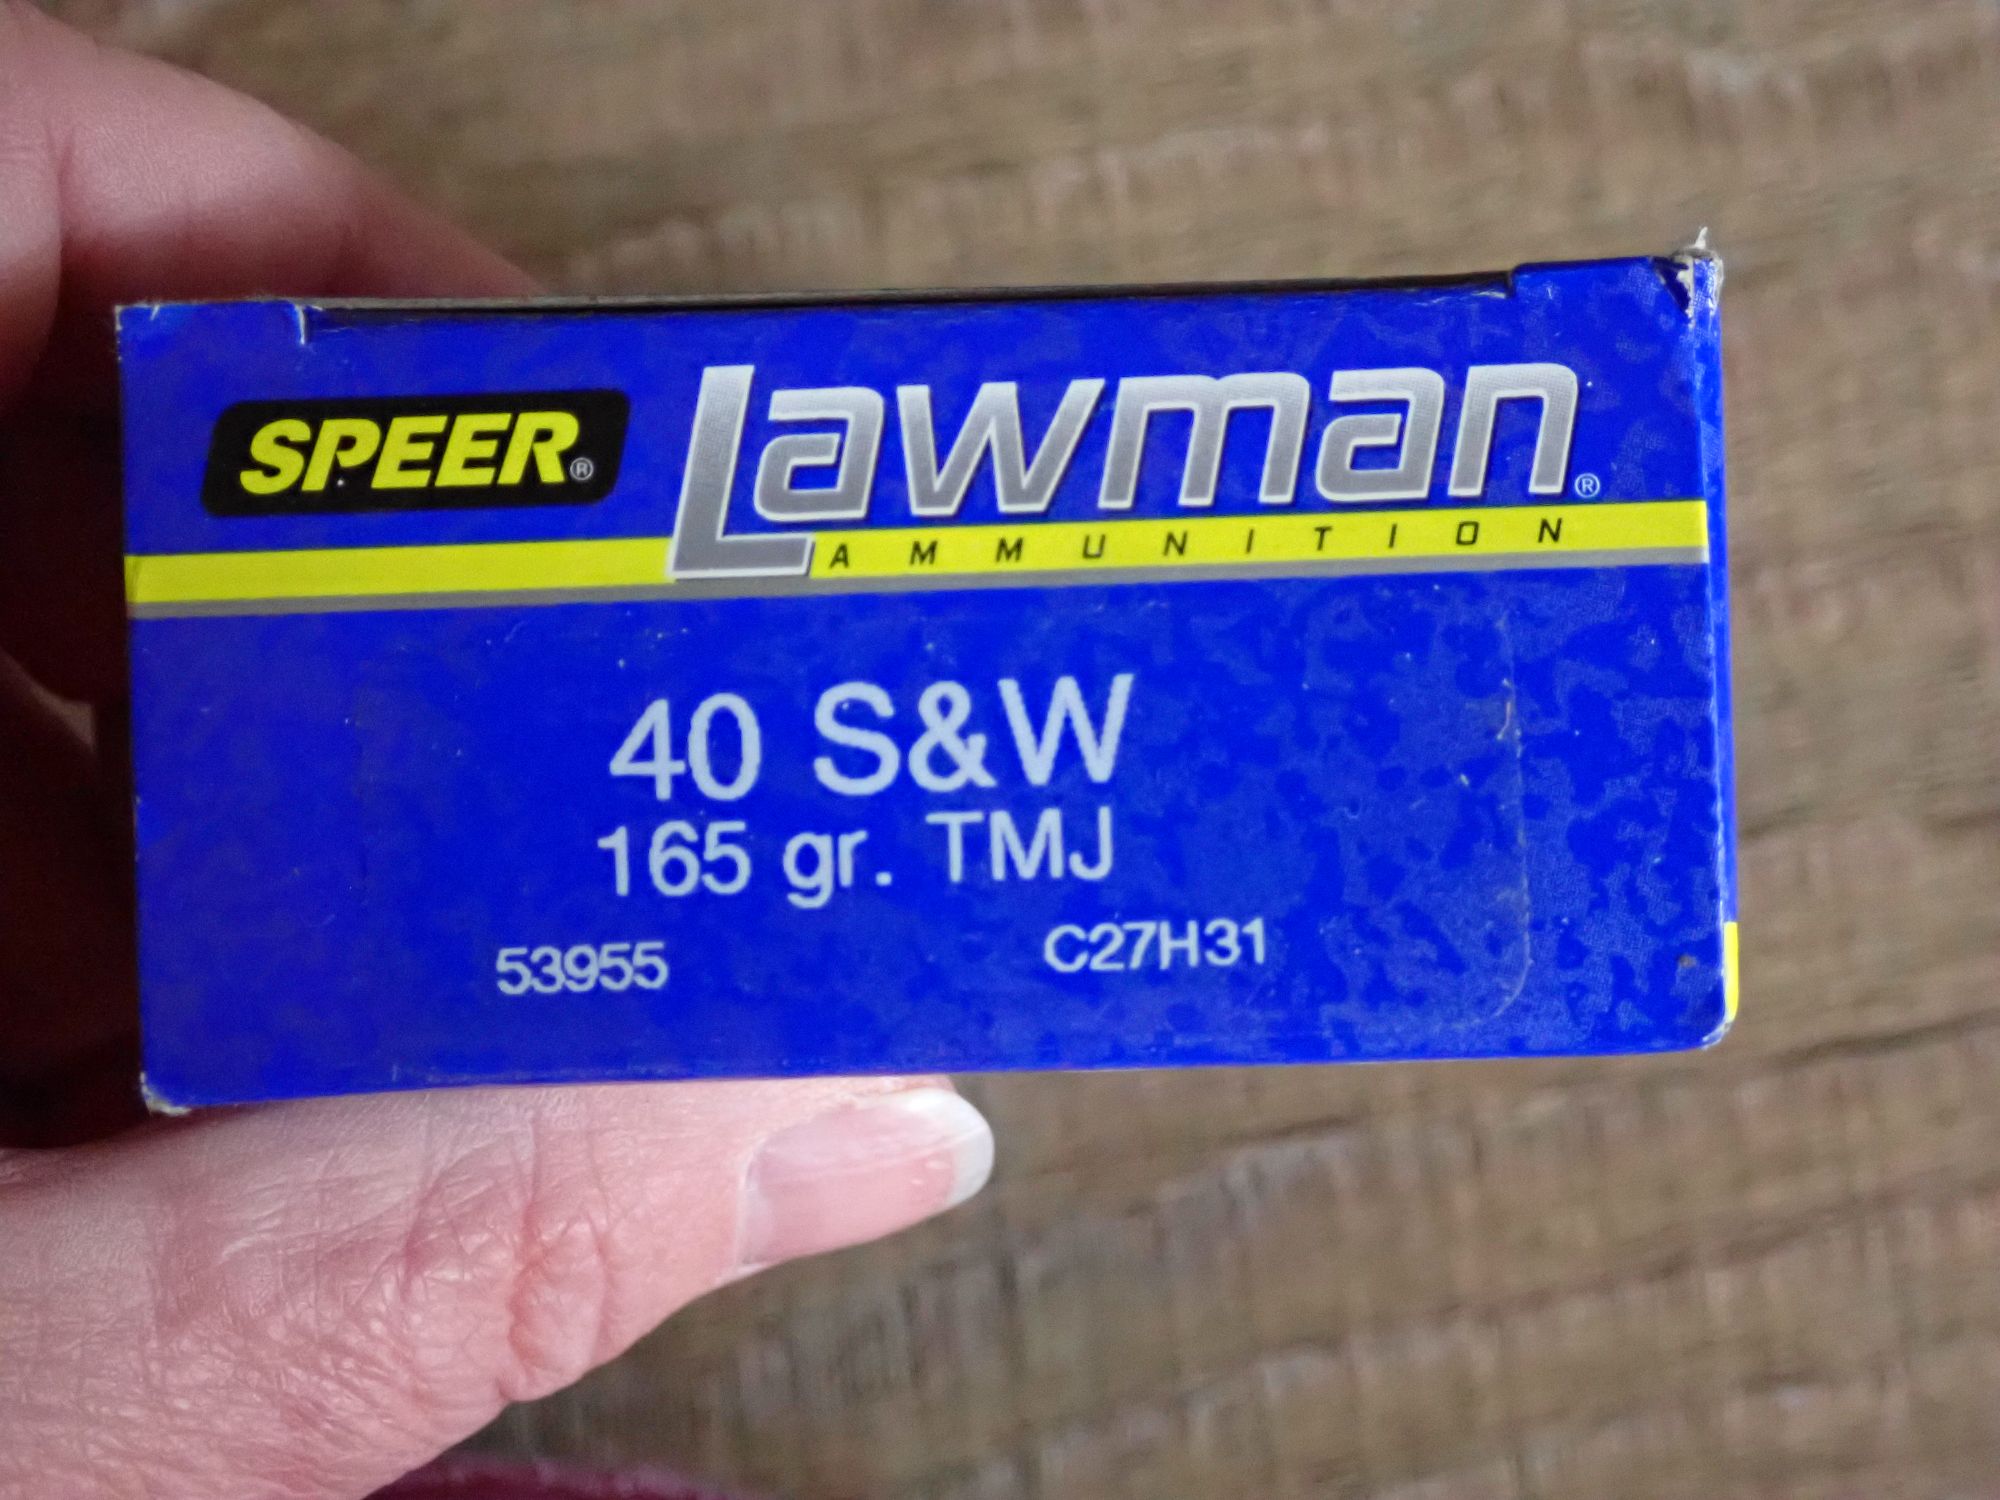 SPEER® Lawman®
AMMUNITION
40 S&W
165 gr. TMJ
53955 C27H31